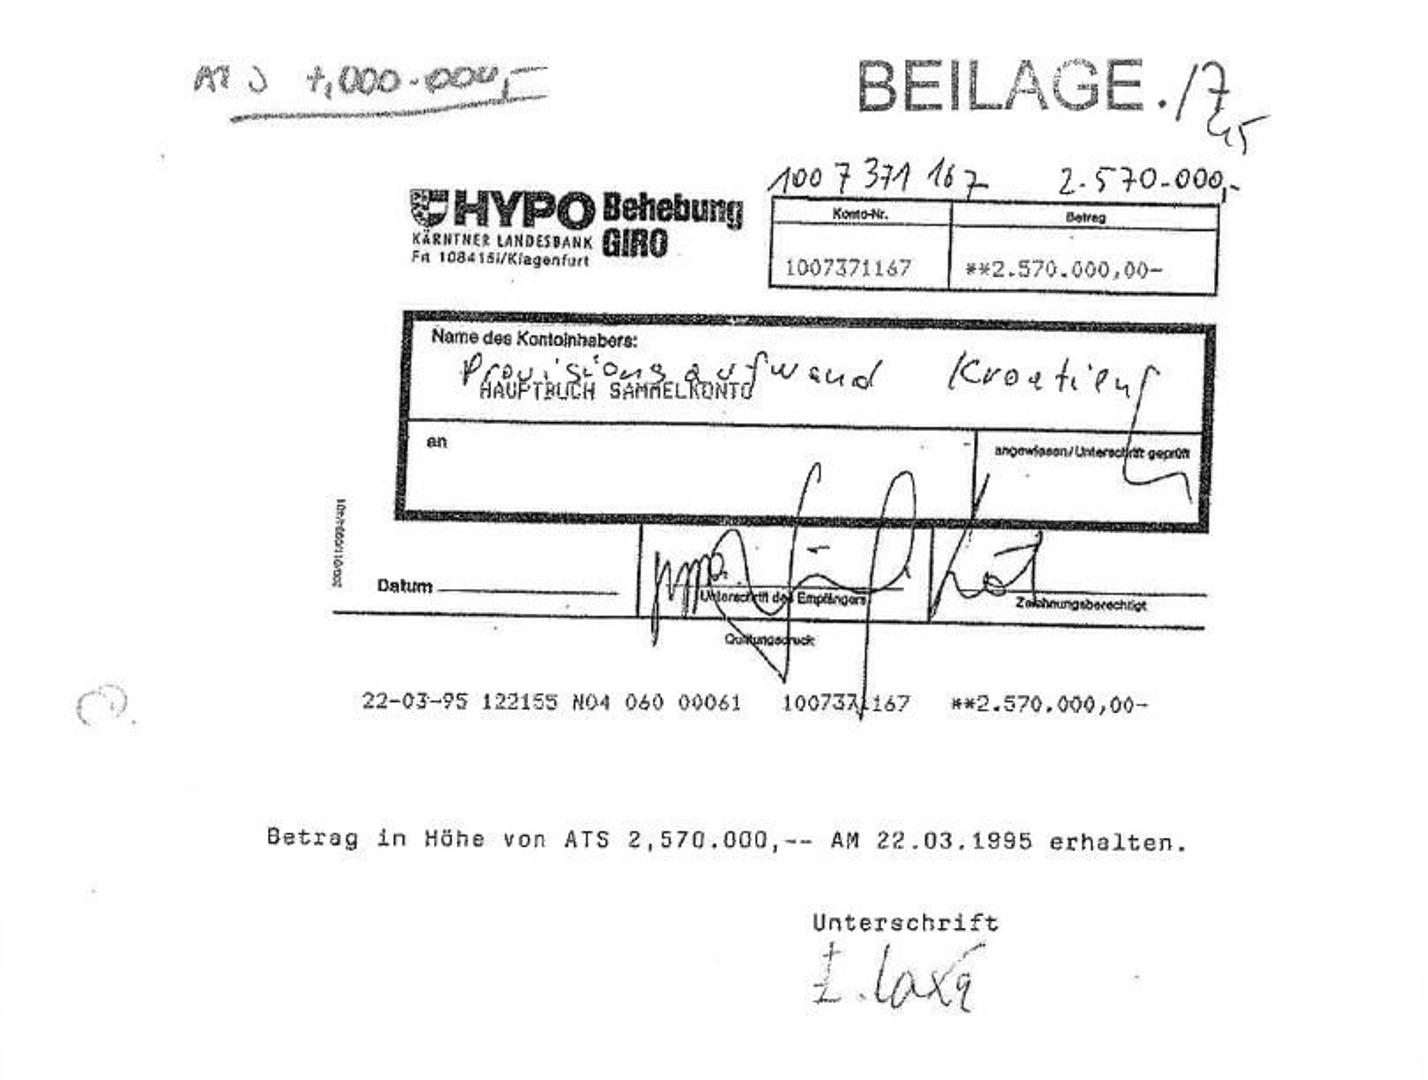 ATS 7,000.000,-
BEILAGE ./7
1007371167 2.570.000,-
HYPO Behebung
KÄRNTNER LANDESBANK GIRO
Fn 108415i/Klagenfurt
Konto-Nr. Betrag
1007371167 **2.570.000,00-
Name des Kontoinhabers:
Provisionsaufwand Kroatien
HAUPTBUCH SAMMELKONTO
an
angewiesen/Unterschrift geprüft
ppa.
Datum
Unterschrift des Empfängers
Zeichnungsberechtigt
Quittungsdruck
22-03-95 122155 N04 060 00061 1007371167 **2.570.000,00-
Betrag in Höhe von ATS 2,570.000,-- AM 22.03.1995 erhalten.
Unterschrift